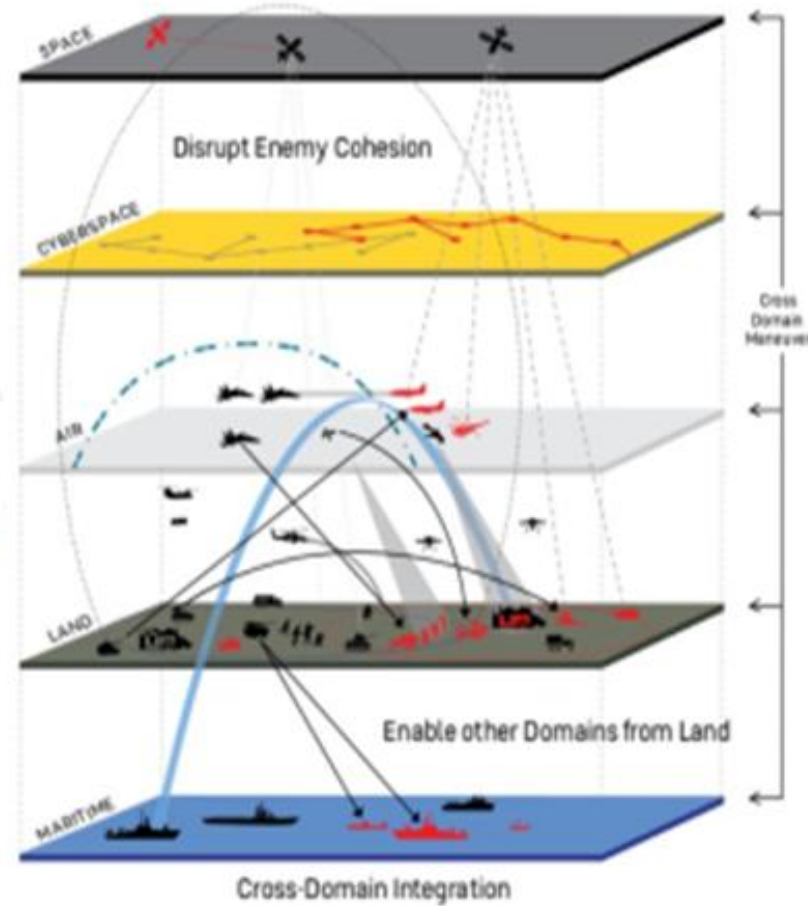 SPACE
Disrupt Enemy Cohesion
CYBERSPACE
Cross
Domain
Maneuver
AIR
LAND
Enable other Domains from Land
MARITIME
Cross-Domain Integration